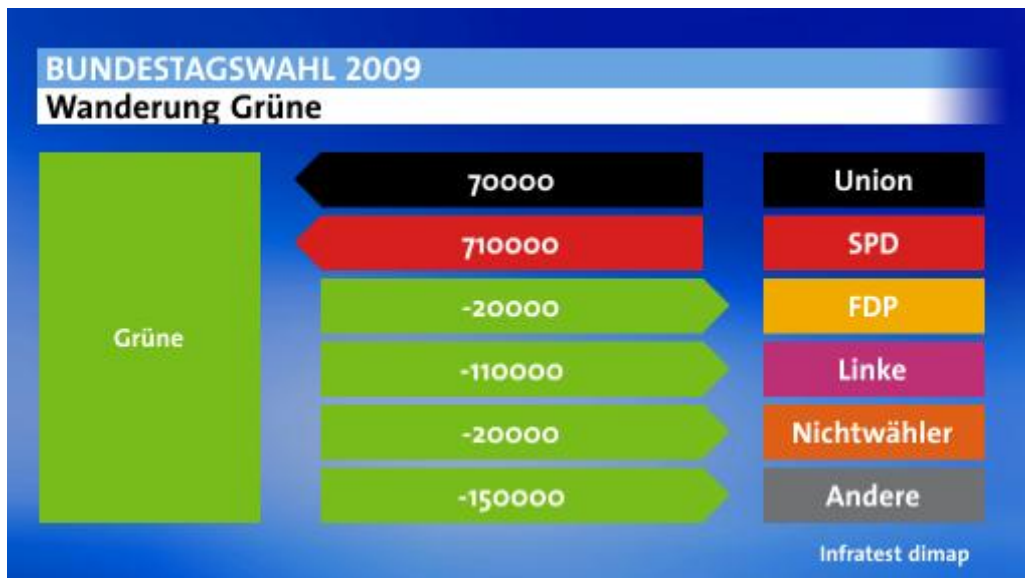 BUNDESTAGSWAHL 2009
Wanderung Grüne
Grüne
70000 Union
710000 SPD
-20000 FDP
-110000 Linke
-20000 Nichtwähler
-150000 Andere
Infratest dimap